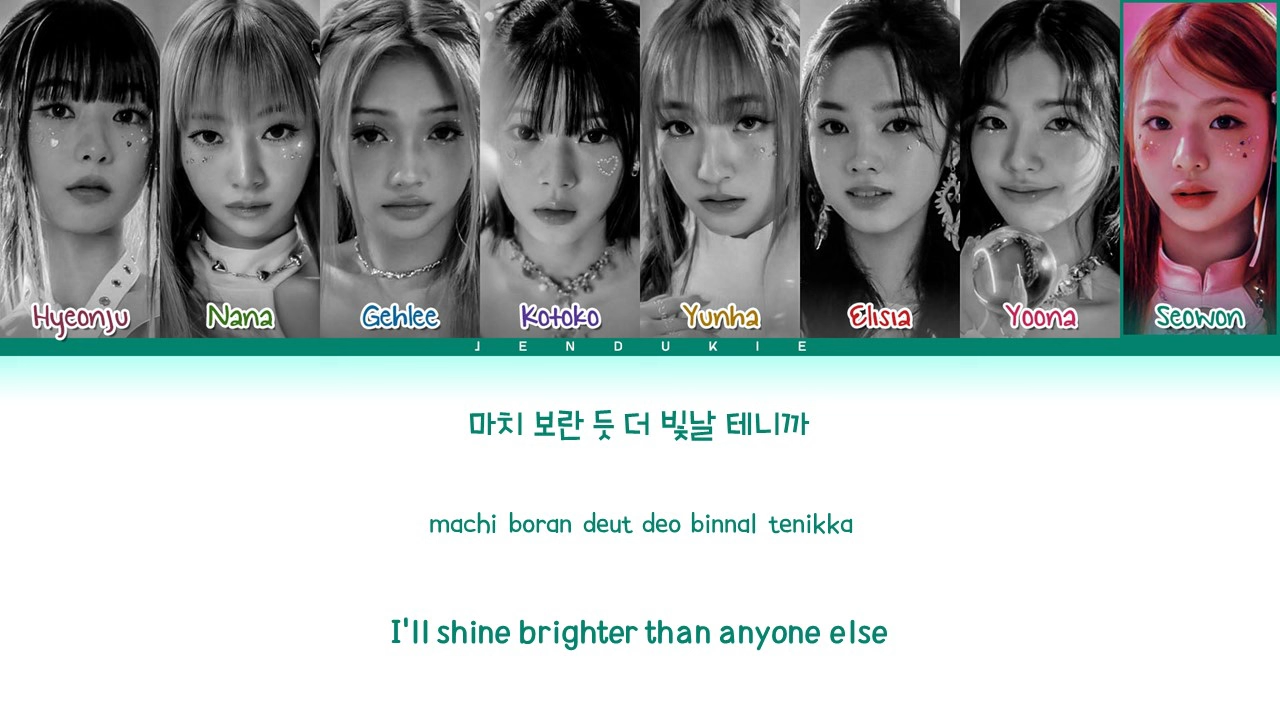 Hyeonju
Nana
Gehlee
Kotoko
Yunha
Elisia
Yoona
Seowon
JENDUKIE
마치 보란 듯 더 빛날 테니까
machi boran deut deo binnal tenikka
I'll shine brighter than anyone else